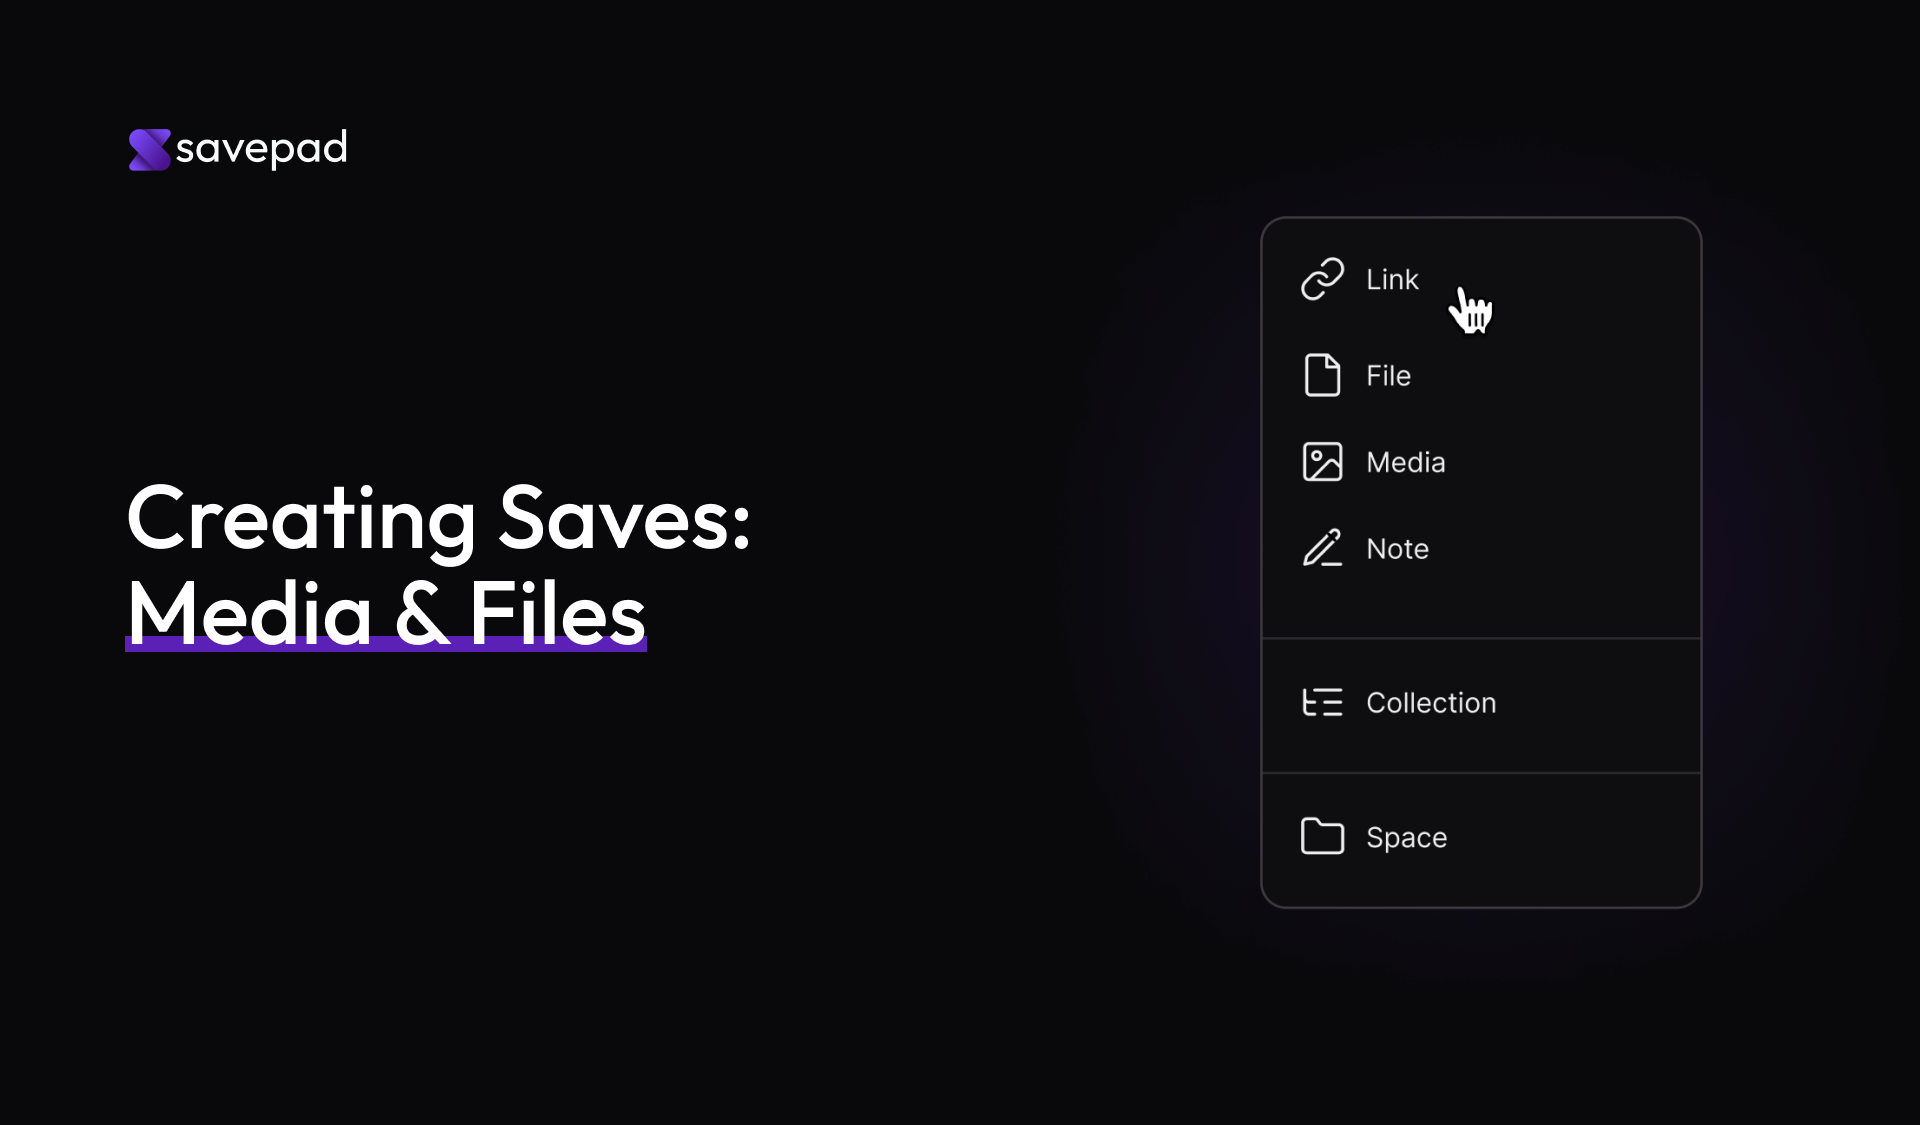 savepad
Creating Saves:
Media & Files
Link
File
Media
Note
Collection
Space